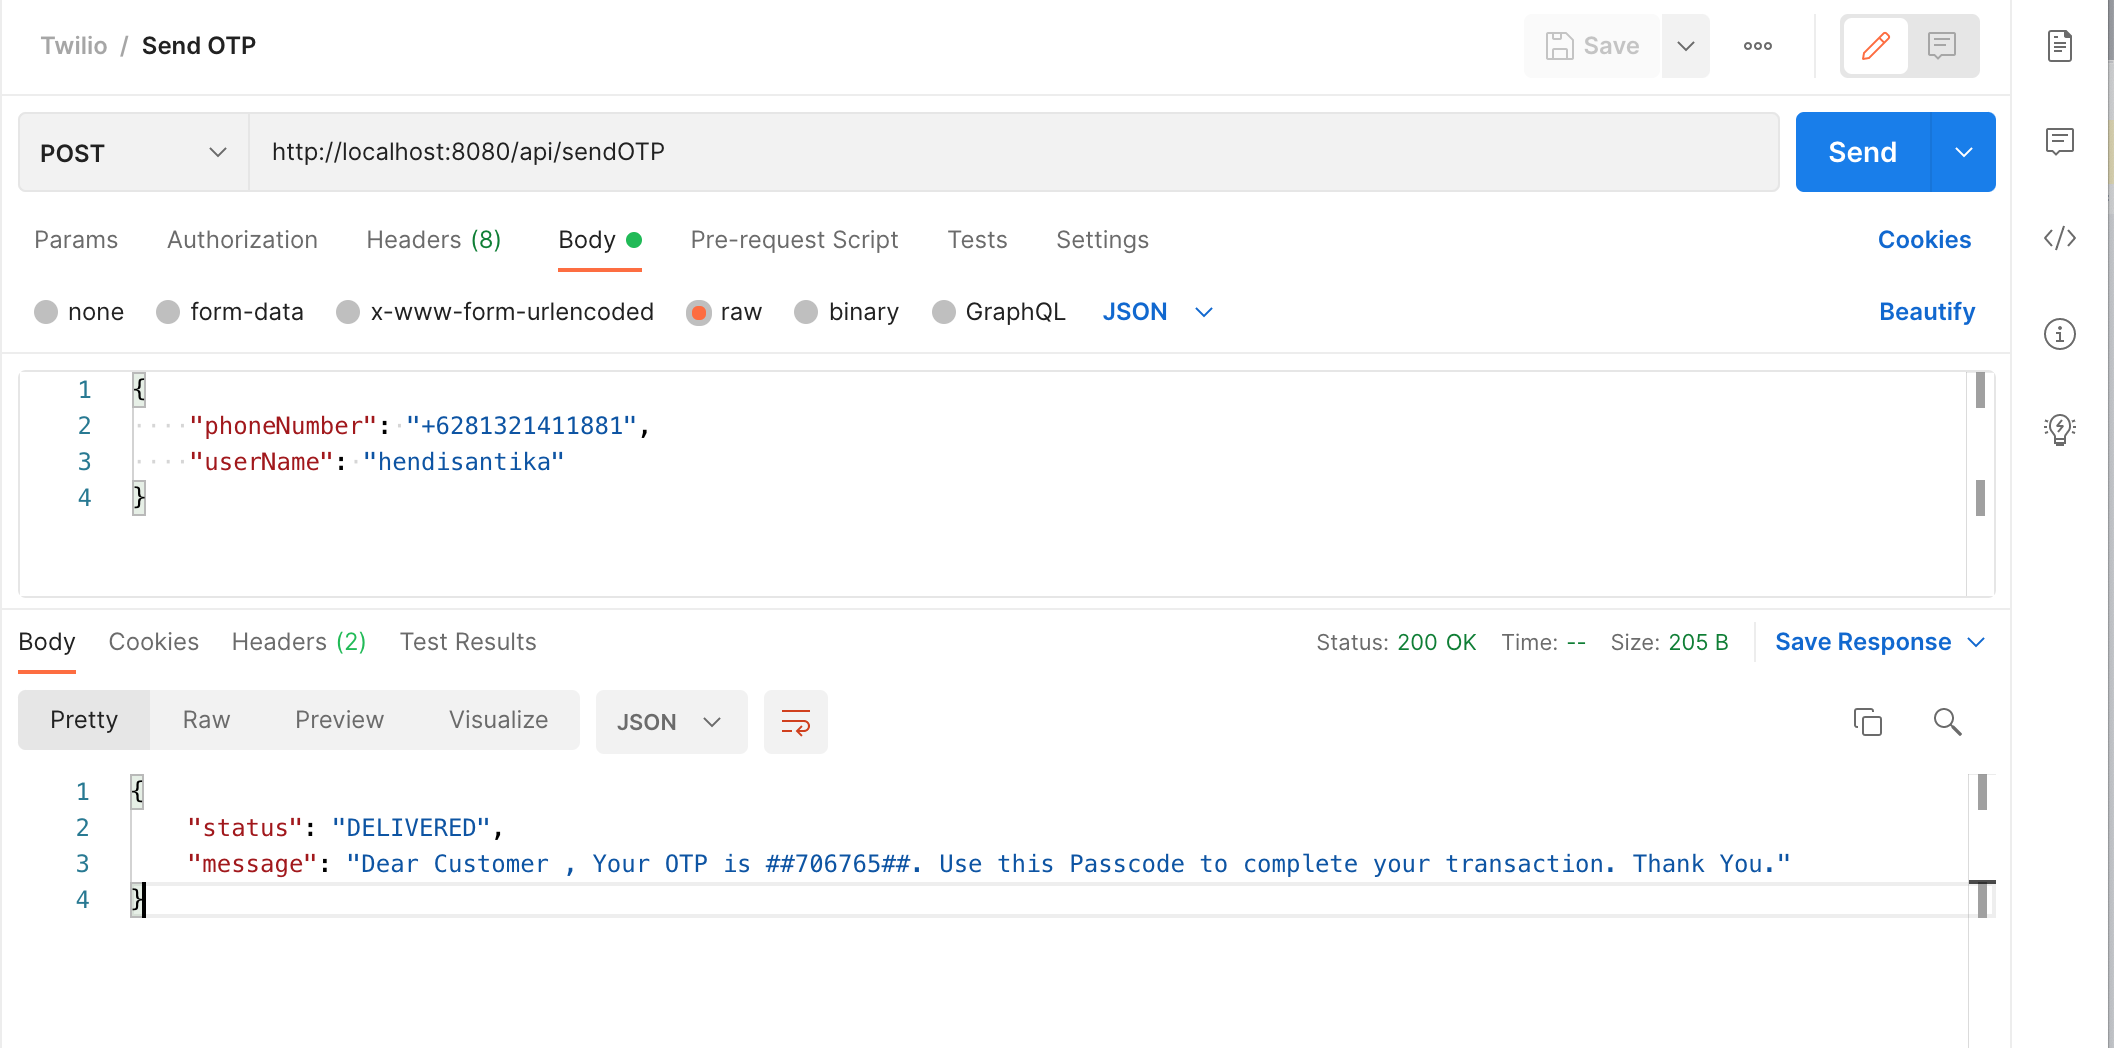 Twilio / Send OTP
Save
POST
http://localhost:8080/api/sendOTP
Send
Params Authorization Headers (8) Body Pre-request Script Tests Settings Cookies
none form-data x-www-form-urlencoded raw binary GraphQL JSON Beautify
1 {
2 "phoneNumber": "+6281321411881",
3 "userName": "hendisantika"
4 }
Body Cookies Headers (2) Test Results Status: 200 OK Time: -- Size: 205 B Save Response
Pretty Raw Preview Visualize JSON
1 {
2 "status": "DELIVERED",
3 "message": "Dear Customer , Your OTP is ##706765##. Use this Passcode to complete your transaction. Thank You."
4 }